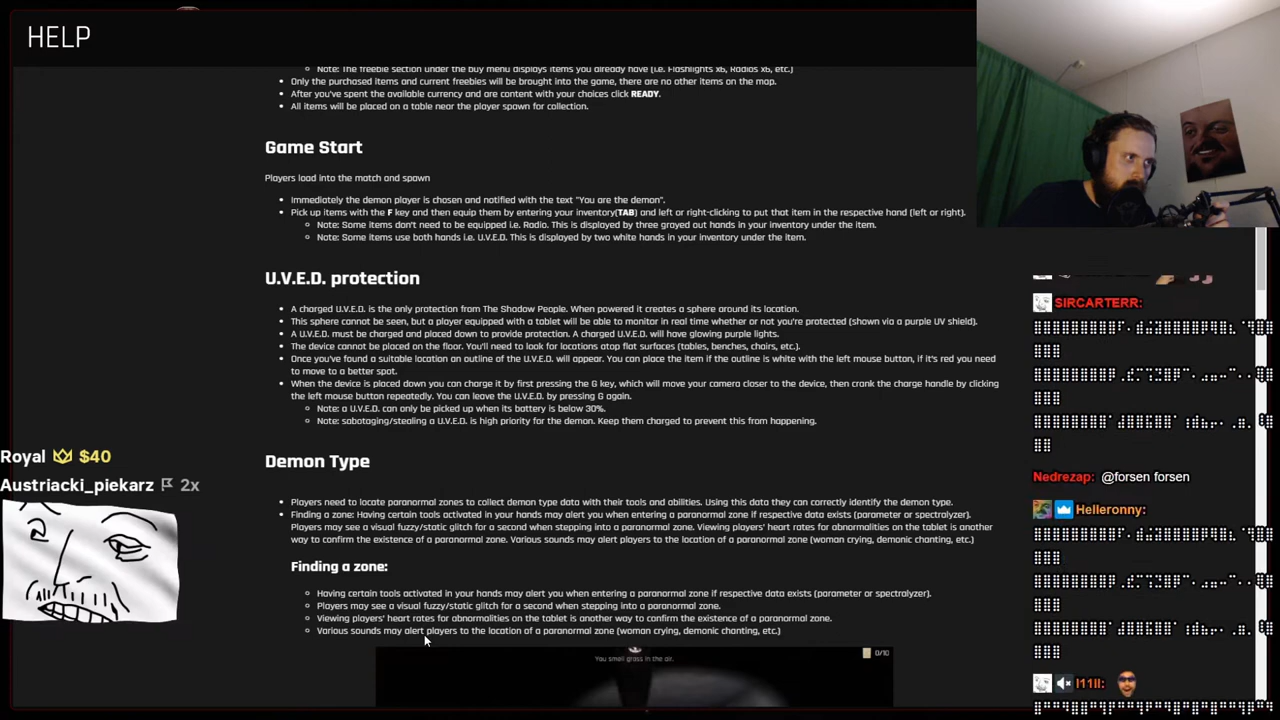 HELP
Note: The freebie section under the buy menu displays items you already have (i.e. Flashlights x6, Radios x6, etc.)
Only the purchased items and current freebies will be brought into the game, there are no other items on the map.
After you've spent the available currency and are content with your choices click READY.
All items will be placed on a table near the player spawn for collection.
Game Start
Players load into the match and spawn
Immediately the demon player is chosen and notified with the text "You are the demon".
Pick up items with the F key and then equip them by entering your inventory(TAB) and left or right-clicking to put that item in the respective hand (left or right).
Note: Some items don't need to be equipped i.e. Radio. This is displayed by three grayed out hands in your inventory under the item.
Note: Some items use both hands i.e. U.V.E.D. This is displayed by two white hands in your inventory under the item.
U.V.E.D. protection
A charged U.V.E.D. is the only protection from The Shadow People. When powered it creates a sphere around its location.
This sphere cannot be seen, but a player equipped with a tablet will be able to monitor in real time whether or not you're protected (shown via a purple UV shield).
A U.V.E.D. must be charged and placed down to provide protection. A charged U.V.E.D. will have glowing purple lights.
The device cannot be placed on the floor. You'll need to look for locations atop flat surfaces (tables, benches, chairs, etc.).
Once you've found a suitable location an outline of the U.V.E.D. will appear. You can place the item if the outline is white with the left mouse button, if it's red you need
to move to a better spot.
When the device is placed down you can charge it by first pressing the G key, which will move your camera closer to the device, then crank the charge handle by clicking
the left mouse button repeatedly. You can leave the U.V.E.D. by pressing G again.
Note: a U.V.E.D. can only be picked up when its battery is below 30%.
Note: sabotaging/stealing a U.V.E.D. is high priority for the demon. Keep them charged to prevent this from happening.
Demon Type
Players need to locate paranormal zones to collect demon type data with their tools and abilities. Using this data they can correctly identify the demon type.
Finding a zone: Having certain tools activated in your hands may alert you when entering a paranormal zone if respective data exists (parameter or spectralyzer).
Players may see a visual fuzzy/static glitch for a second when stepping into a paranormal zone. Viewing players' heart rates for abnormalities on the tablet is another
way to confirm the existence of a paranormal zone. Various sounds may alert players to the location of a paranormal zone (woman crying, demonic chanting, etc.)
Finding a zone:
Having certain tools activated in your hands may alert you when entering a paranormal zone if respective data exists (parameter or spectralyzer).
Players may see a visual fuzzy/static glitch for a second when stepping into a paranormal zone.
Viewing players' heart rates for abnormalities on the tablet is another way to confirm the existence of a paranormal zone.
Various sounds may alert players to the location of a paranormal zone (woman crying, demonic chanting, etc.)
You smell grass in the air.
0/10
Royal $40
Austriacki_piekarz 2x
SIRCARTERR:
Nedrezap: @forsen forsen
Helleronny: